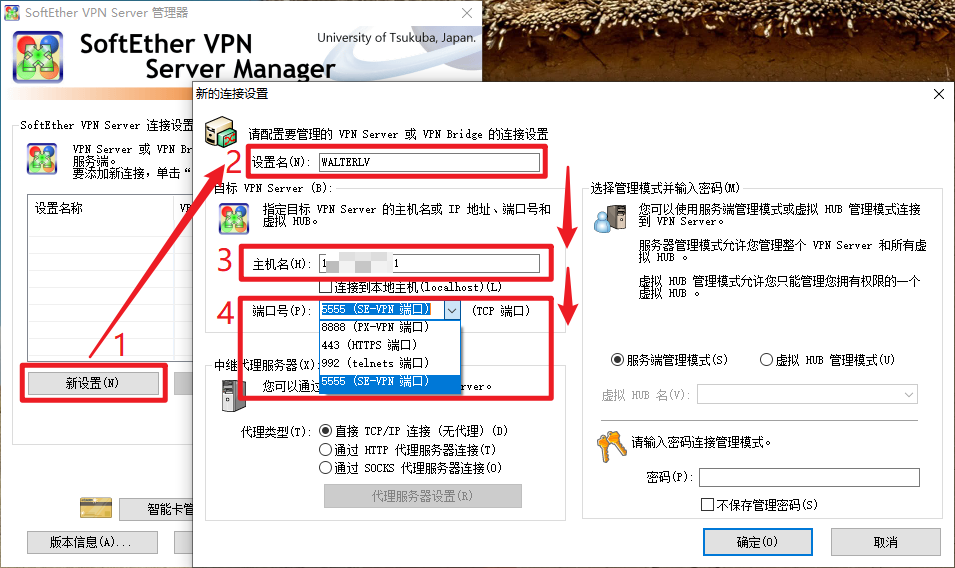 SoftEther VPN Server 管理器
SoftEther VPN
Server Manager
University of Tsukuba, Japan.
SoftEther VPN Server 连接设置
VPN Server 或 VPN Br
服务端。
要添加新连接，单击“
设置名称
VP
1
新设置(N)
智能卡管
版本信息(A)...
新的连接设置
请配置要管理的 VPN Server 或 VPN Bridge 的连接设置
2
设置名(N):
WALTERLV
目标 VPN Server (B):
指定目标 VPN Server 的主机名或 IP 地址、端口号和
虚拟 HUB。
3
主机名(H):
1 1
连接到本地主机(localhost)(L)
4
端口号(P):
5555 (SE-VPN 端口)
(TCP 端口)
8888 (PX-VPN 端口)
443 (HTTPS 端口)
992 (telnets 端口)
5555 (SE-VPN 端口)
中继代理服务器(X):
您可以通过
erver。
代理类型(T):
直接 TCP/IP 连接 (无代理) (D)
通过 HTTP 代理服务器连接(T)
通过 SOCKS 代理服务器连接(O)
代理服务器设置(R)
选择管理模式并输入密码(M)
您可以使用服务端管理模式或虚拟 HUB 管理模式连接
到 VPN Server。
服务器管理模式允许您管理整个 VPN Server 和所有虚
拟 HUB 。
虚拟 HUB 管理模式允许您只能管理您拥有权限的一个
虚拟 HUB 。
服务端管理模式(S)
虚拟 HUB 管理模式(U)
虚拟 HUB 名(V):
请输入密码连接管理模式。
密码(P):
不保存管理密码(S)
确定(O)
取消